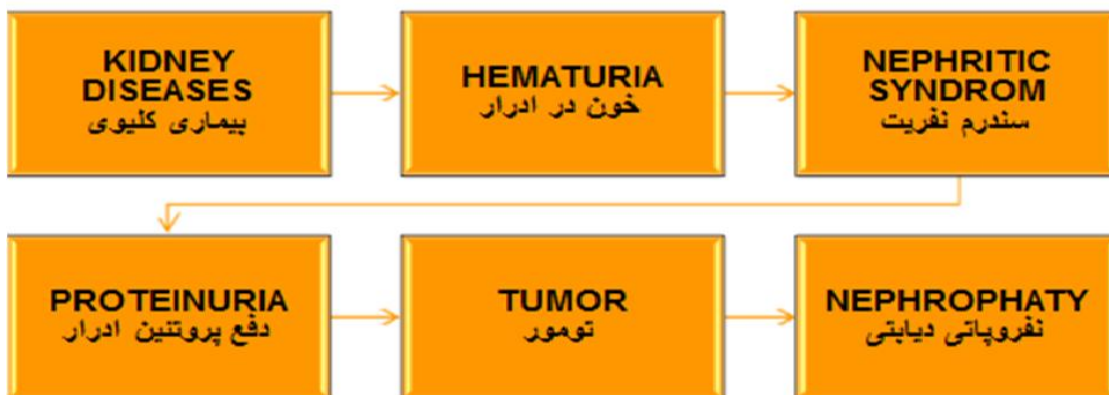 KIDNEY
DISEASES
بیماری کلیوی
HEMATURIA
خون در ادرار
NEPHRITIC
SYNDROM
سندرم نفریت
PROTEINURIA
دفع پروتئین ادرار
TUMOR
تومور
NEPHROPHATY
نفروپاتی دیابتی